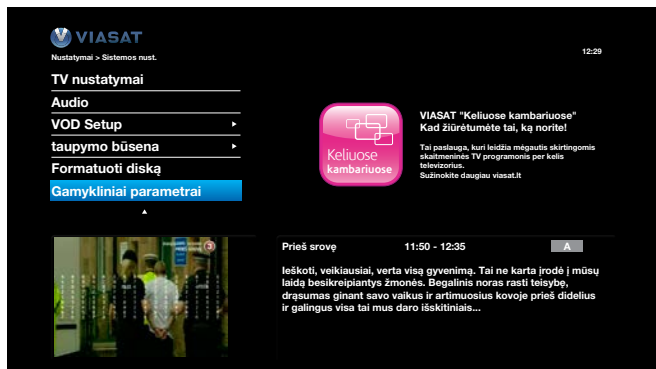 VIASAT
Nustatymai > Sistemos nust.
12:29
TV nustatymai
Audio
VOD Setup
taupymo būsena
Formatuoti diską
Gamykliniai parametrai
Keliuose
kambariuose
VIASAT "Keliuose kambariuose"
Kad žiūrėtumėte tai, ką norite!
Tai paslauga, kuri leidžia mėgautis skirtingomis
skaitmeninės TV programonis per kelis
televizorius.
Sužinokite daugiau viasat.lt
3
Prieš srovę 11:50 - 12:35 A
Ieškoti, veikiausiai, verta visą gyvenimą. Tai ne karta įrodė į mūsų
laidą besikreipiantys žmonės. Begalinis noras rasti teisybę,
drąsumas ginant savo vaikus ir artimuosius kovoje prieš didelius
ir galingus visa tai mus daro išskitiniais...